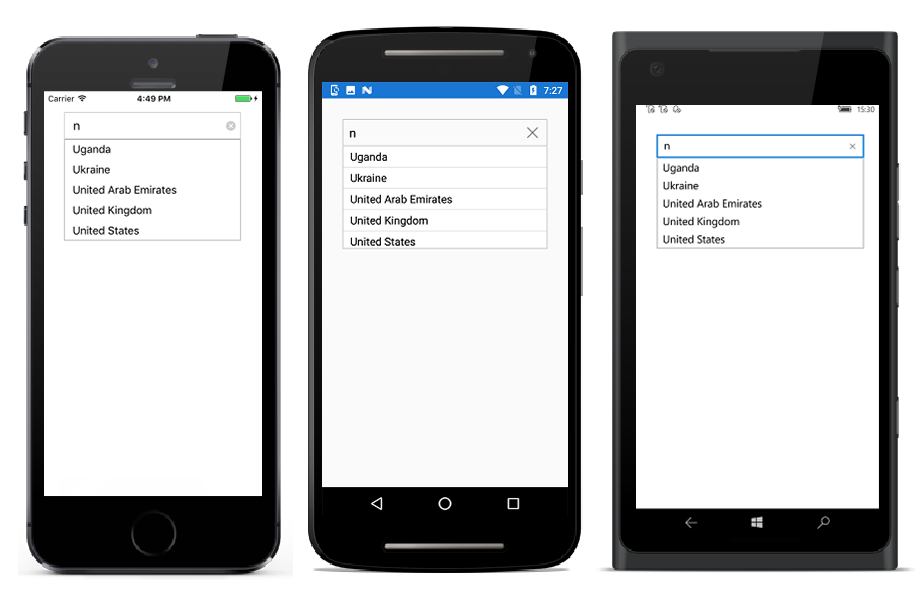 Carrier 4:49 PM
n
Uganda
Ukraine
United Arab Emirates
United Kingdom
United States
7:27
n
Uganda
Ukraine
United Arab Emirates
United Kingdom
United States
15:30
n
Uganda
Ukraine
United Arab Emirates
United Kingdom
United States